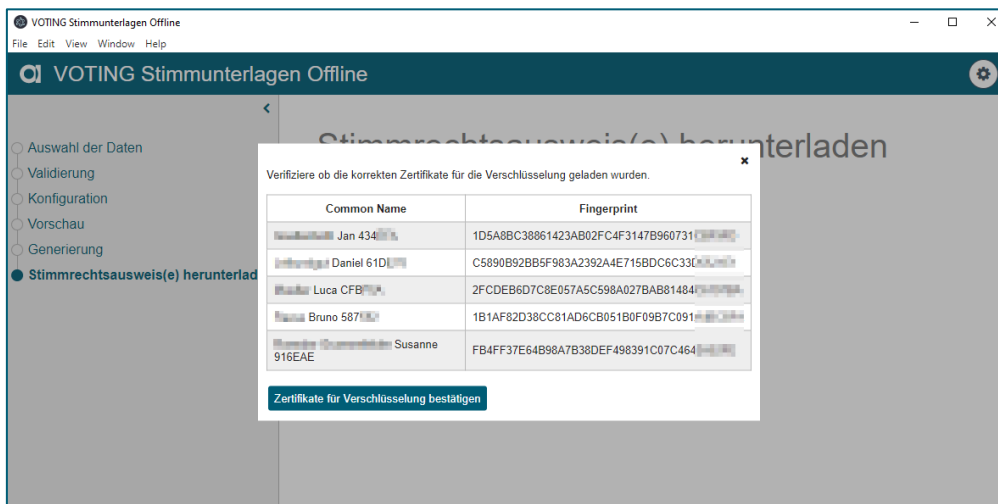 VOTING Stimmunterlagen Offline
File Edit View Window Help
VOTING Stimmunterlagen Offline
Stimmrechtsausweis(e) herunterladen
Auswahl der Daten
Validierung
Konfiguration
Vorschau
Generierung
Stimmrechtsausweis(e) herunterlad
Verifiziere ob die korrekten Zertifikate für die Verschlüsselung geladen wurden.
Common Name Fingerprint
Jan 434 1D5A8BC38861423AB02FC4F3147B960731
Daniel 61D C5890B92BB5F983A2392A4E715BDC6C33D
Luca CFB 2FCDEB6D7C8E057A5C598A027BAB81484
Bruno 587 1B1AF82D38CC81AD6CB051B0F09B7C091
Susanne
916EAE FB4FF37E64B98A7B38DEF498391C07C464
Zertifikate für Verschlüsselung bestätigen